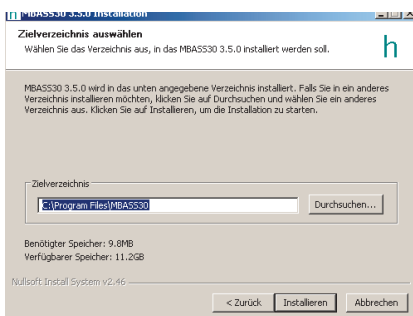 MBASS30 3.5.0 Installation
Zielverzeichnis auswählen
Wählen Sie das Verzeichnis aus, in das MBASS30 3.5.0 installiert werden soll.
h
MBASS30 3.5.0 wird in das unten angegebene Verzeichnis installiert. Falls Sie in ein anderes
Verzeichnis installieren möchten, klicken Sie auf Durchsuchen und wählen Sie ein anderes
Verzeichnis aus. Klicken Sie auf Installieren, um die Installation zu starten.
Zielverzeichnis
C:\Program Files\MBASS30
Durchsuchen...
Benötigter Speicher: 9.8MB
Verfügbarer Speicher: 11.2GB
Nullsoft Install System v2.46
< Zurück
Installieren
Abbrechen